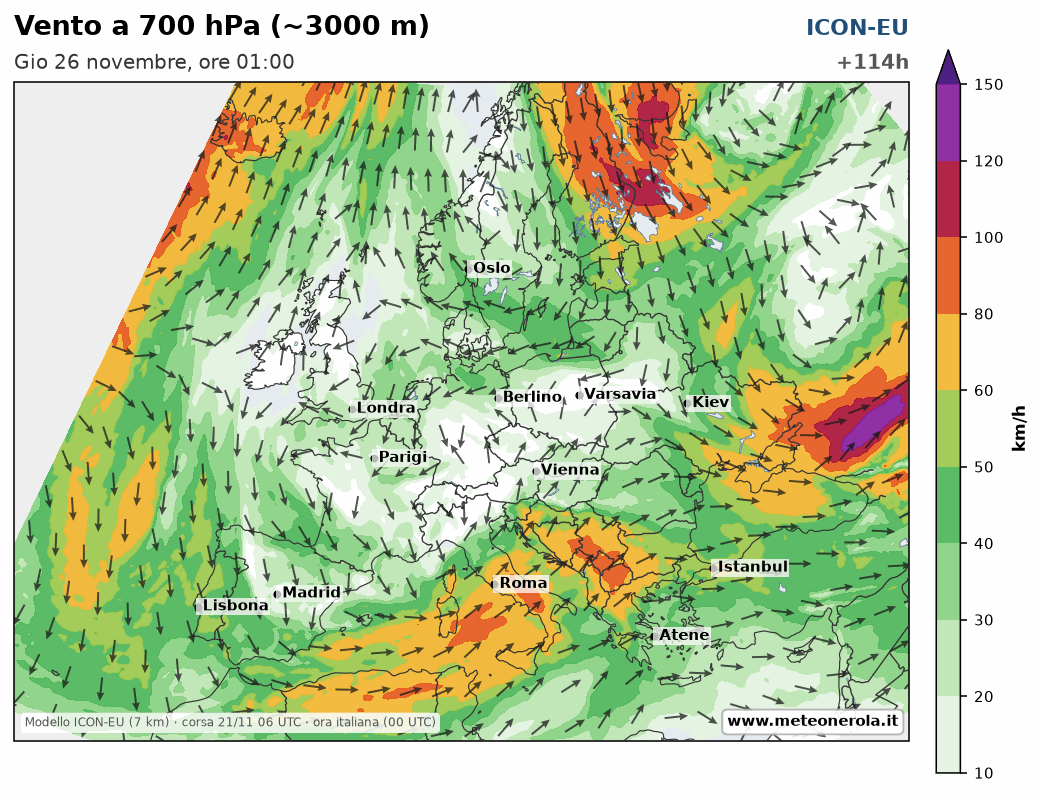 Vento a 700 hPa (~3000 m)
ICON-EU
Gio 26 novembre, ore 01:00
+114h
150
120
100
80
60
50
40
30
20
10
km/h
Oslo
Berlino
Varsavia
Kiev
Londra
Parigi
Vienna
Istanbul
Roma
Madrid
Lisbona
Atene
Modello ICON-EU (7 km) · corsa 21/11 06 UTC · ora italiana (00 UTC)
www.meteonerola.it